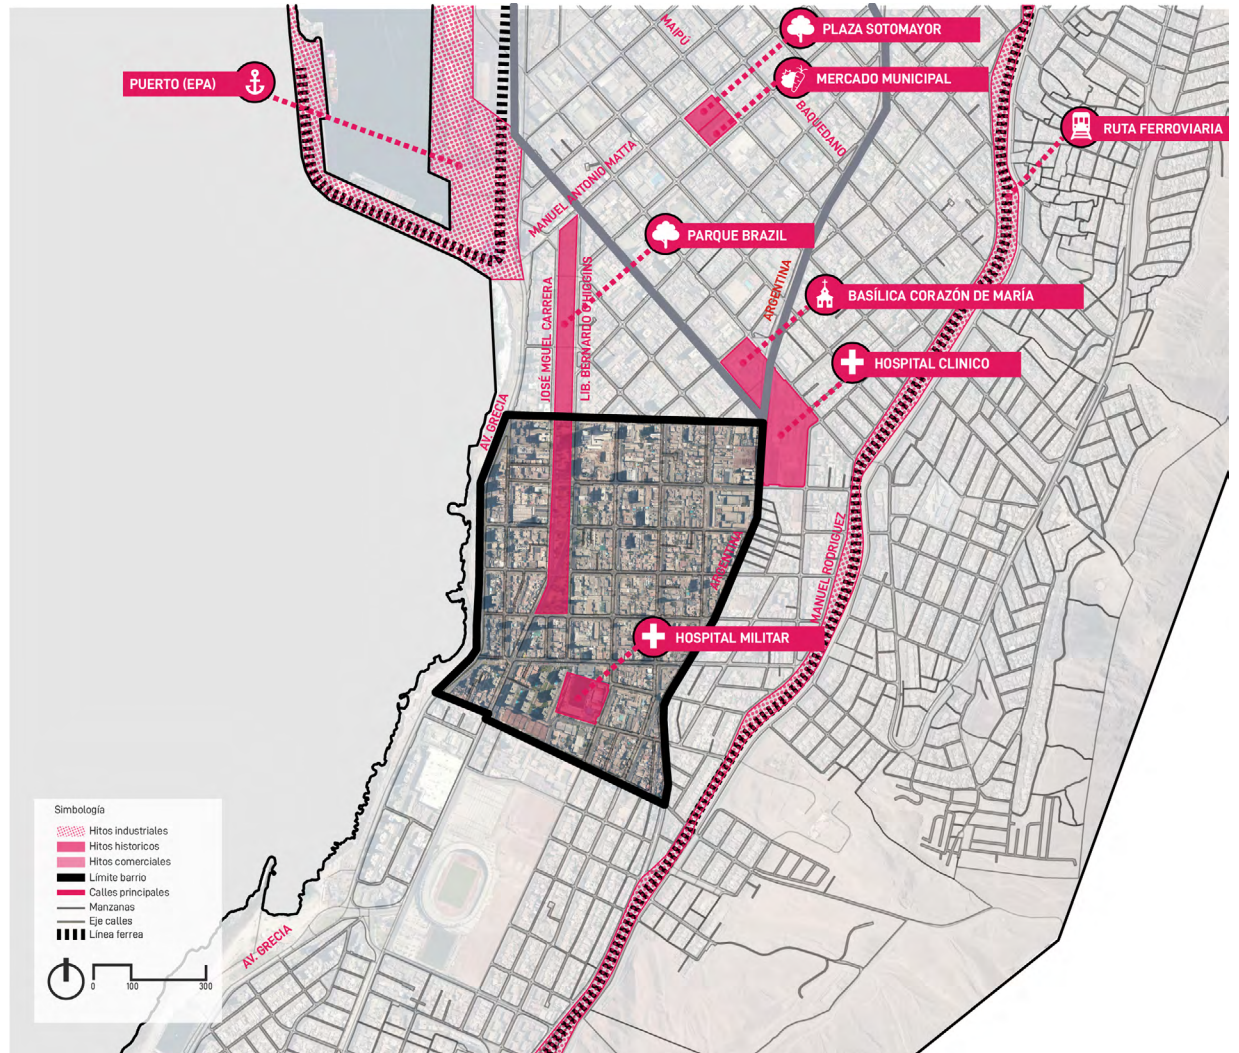 MAIPÚ
PLAZA SOTOMAYOR
MERCADO MUNICIPAL
PUERTO (EPA)
BAQUEDANO
RUTA FERROVIARIA
MANUEL ANTONIO MATTA
PARQUE BRAZIL
ARGENTINA
BASÍLICA CORAZÓN DE MARÍA
JOSÉ MGUEL CARRERA
LIB. BERNARDO O'HIGGINS
HOSPITAL CLINICO
AV. GRECIA
ARGENTINA
MANUEL RODRIGUEZ
HOSPITAL MILITAR
Simbología
Hitos industriales
Hitos historicos
Hitos comerciales
Límite barrio
Calles principales
Manzanas
Eje calles
Línea ferrea
0 100 300
AV. GRECIA